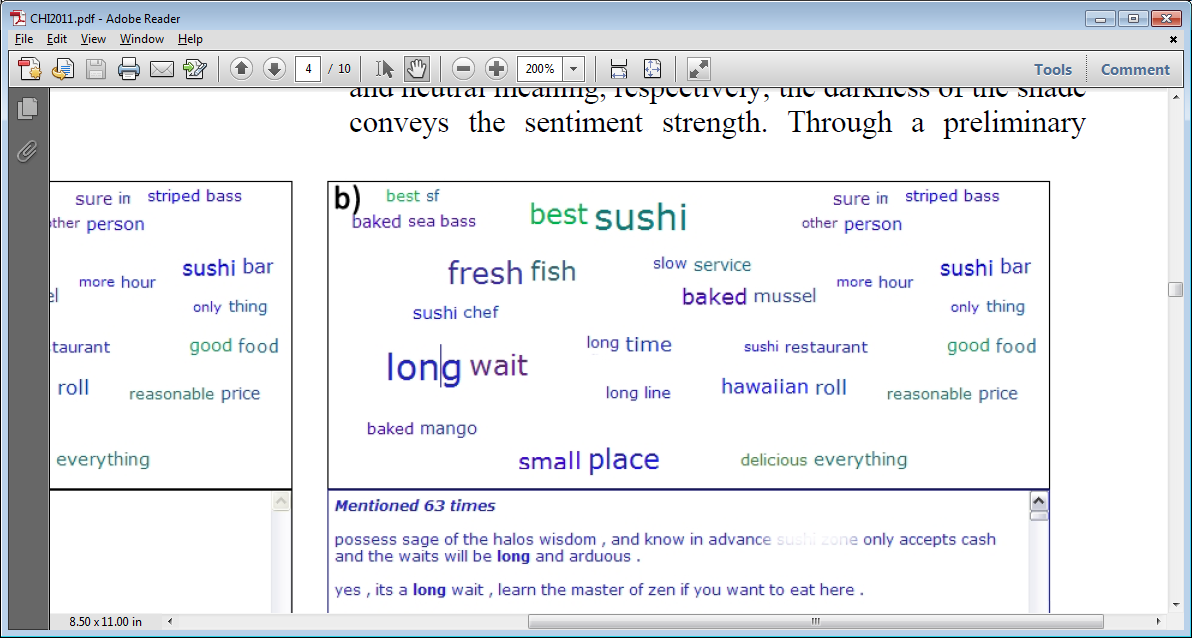 CHI2011.pdf - Adobe Reader
File Edit View Window Help
4 / 10 200% Tools Comment
and neutral meaning, respectively; the darkness of the shade
conveys the sentiment strength. Through a preliminary
sure in striped bass
other person
sushi bar
more hour
only thing
taurant
good food
roll
reasonable price
everything
b)
best sf
baked sea bass
best sushi
sure in striped bass
other person
fresh fish
slow service
sushi bar
baked mussel
more hour
sushi chef
only thing
long wait
long time
sushi restaurant
good food
long line
hawaiian roll
reasonable price
baked mango
small place
delicious everything
Mentioned 63 times
possess sage of the halos wisdom , and know in advance sushi zone only accepts cash
and the waits will be long and arduous .
yes , its a long wait , learn the master of zen if you want to eat here .
8.50 x 11.00 in